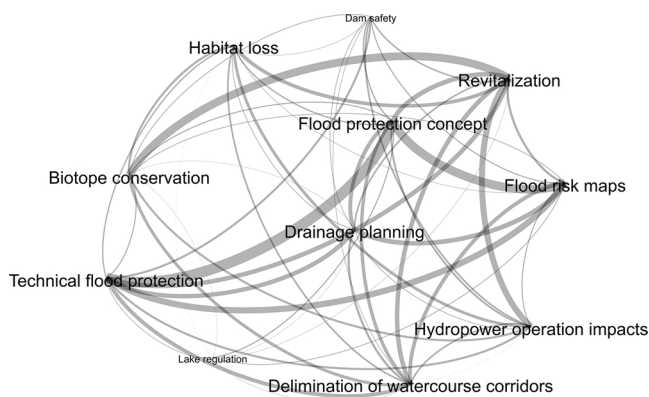 Dam safety
Habitat loss
Revitalization
Flood protection concept
Biotope conservation
Flood risk maps
Drainage planning
Technical flood protection
Hydropower operation impacts
Lake regulation
Delimination of watercourse corridors